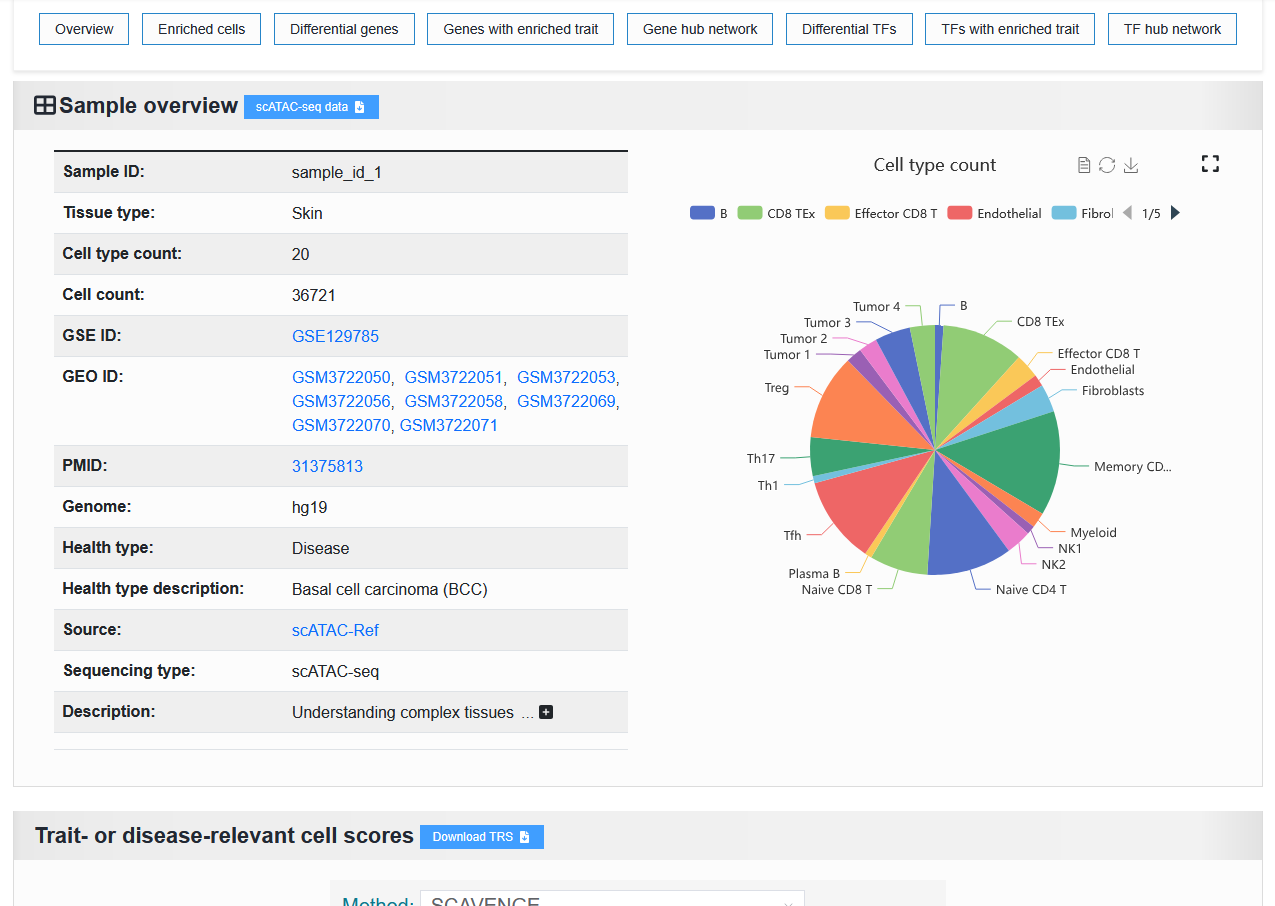 Overview Enriched cells Differential genes Genes with enriched trait Gene hub network Differential TFs TFs with enriched trait TF hub network
Sample overview scATAC-seq data
Sample ID: sample_id_1
Tissue type: Skin
Cell type count: 20
Cell count: 36721
GSE ID: GSE129785
GEO ID: GSM3722050, GSM3722051, GSM3722053,
GSM3722056, GSM3722058, GSM3722069,
GSM3722070, GSM3722071
PMID: 31375813
Genome: hg19
Health type: Disease
Health type description: Basal cell carcinoma (BCC)
Source: scATAC-Ref
Sequencing type: scATAC-seq
Description: Understanding complex tissues ...
Cell type count
B CD8 TEx Effector CD8 T Endothelial Fibrol 1/5
Tumor 4 B
Tumor 3 CD8 TEx
Tumor 2
Tumor 1 Effector CD8 T
Endothelial
Treg Fibroblasts
Th17 Memory CD...
Th1
Tfh Myeloid
NK1
NK2
Plasma B
Naive CD8 T Naive CD4 T
Trait- or disease-relevant cell scores Download TRS
Method: SCAVENGE